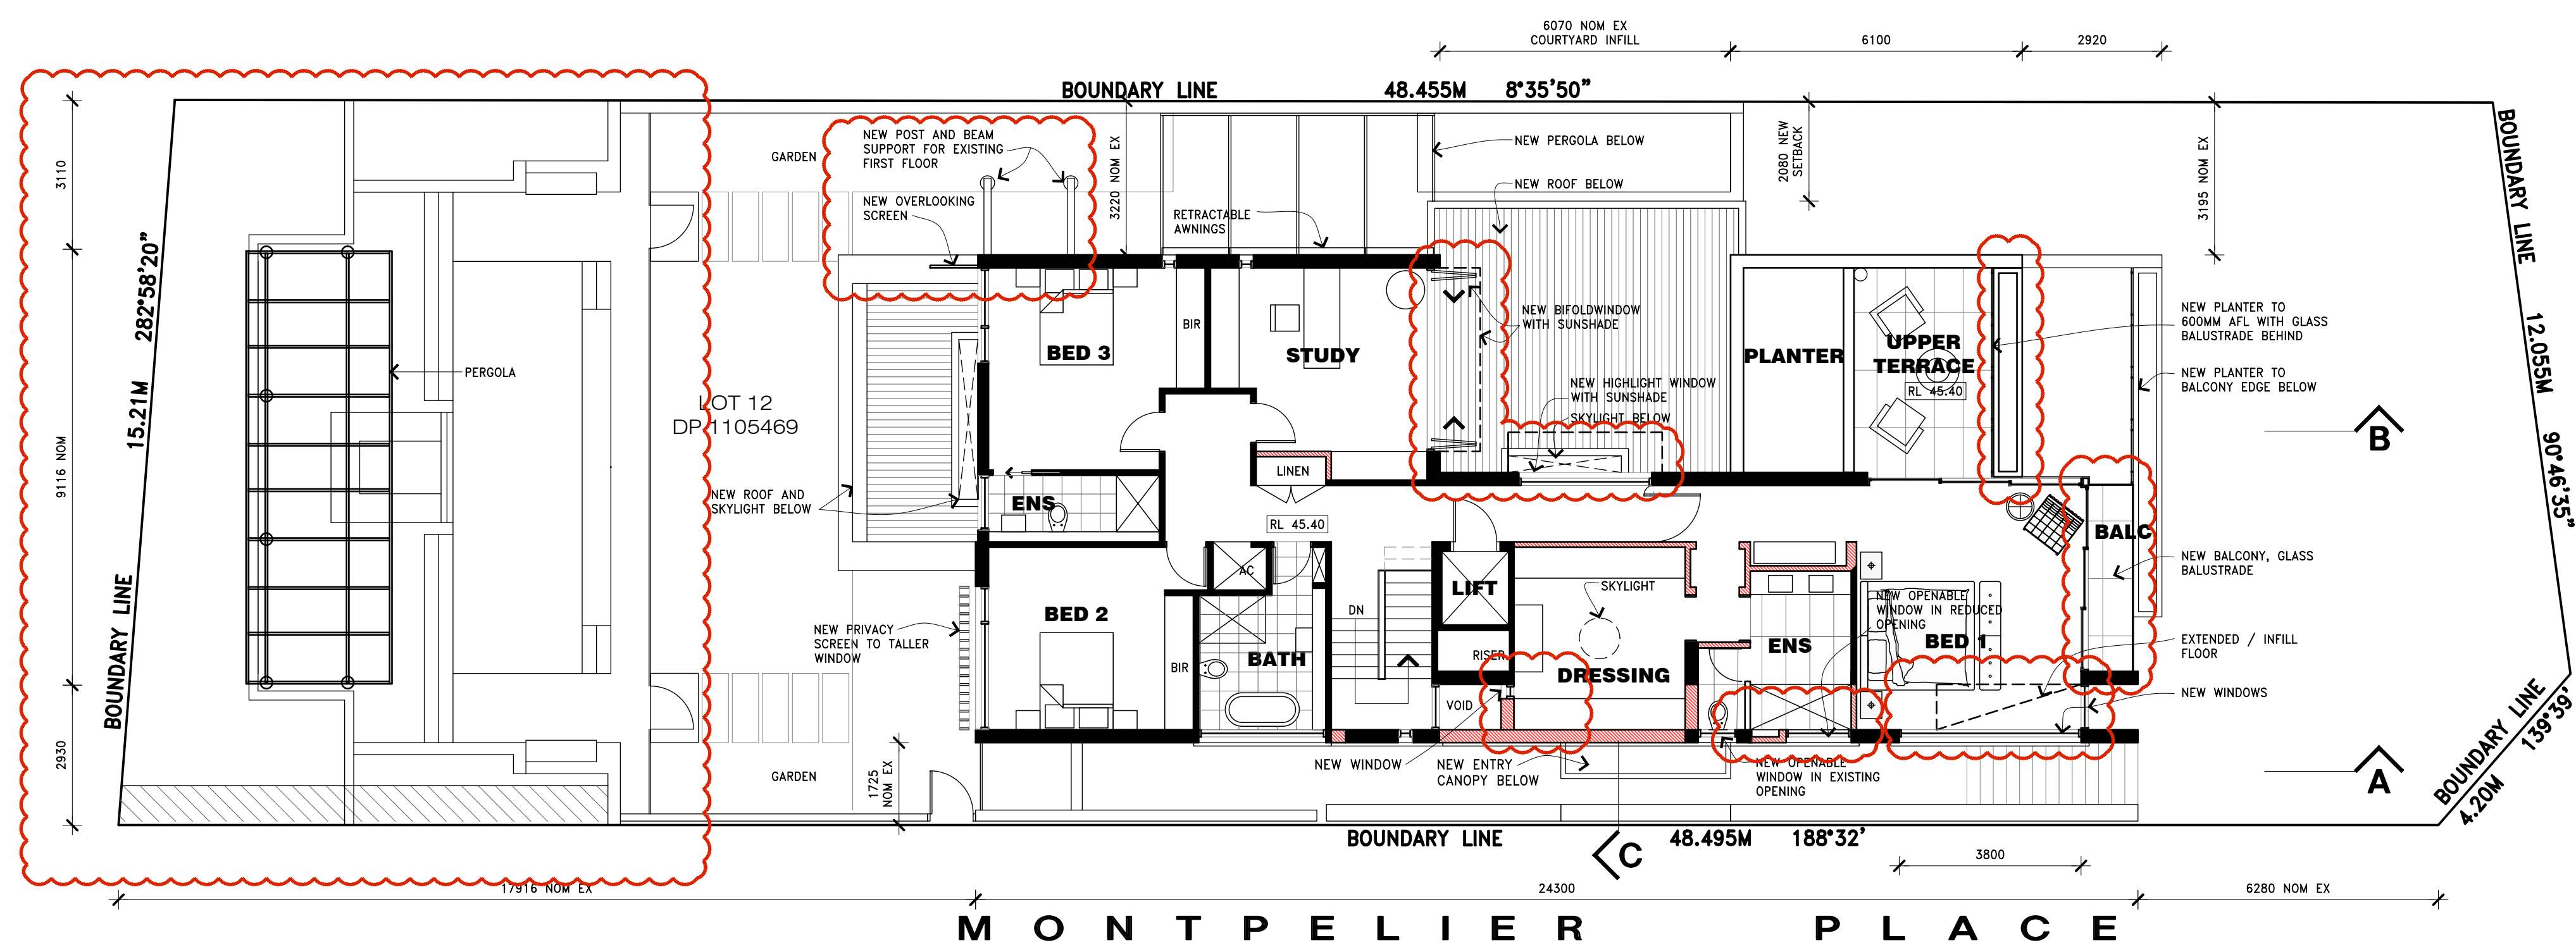 6070 NOM EX
COURTYARD INFILL
6100
2920
BOUNDARY LINE
48.455M 8°35'50"
3110
9116 NOM
2930
BOUNDARY LINE
15.21M 282°58'20"
PERGOLA
LOT 12
DP 1105469
GARDEN
NEW POST AND BEAM
SUPPORT FOR EXISTING
FIRST FLOOR
NEW OVERLOOKING
SCREEN
3220 NOM EX
RETRACTABLE
AWNINGS
NEW PERGOLA BELOW
NEW ROOF BELOW
2080 NEW
SETBACK
3195 NOM EX
BOUNDARY LINE
12.055M
90°46'35"
BED 3
BIR
STUDY
NEW BIFOLDWINDOW
WITH SUNSHADE
NEW HIGHLIGHT WINDOW
WITH SUNSHADE
SKYLIGHT BELOW
PLANTER
UPPER
TERRACE
RL 45.40
NEW PLANTER TO
600MM AFL WITH GLASS
BALUSTRADE BEHIND
NEW PLANTER TO
BALCONY EDGE BELOW
B
NEW ROOF AND
SKYLIGHT BELOW
ENS
LINEN
RL 45.40
BALC
NEW BALCONY, GLASS
BALUSTRADE
AC
LIFT
SKYLIGHT
NEW OPENABLE
WINDOW IN REDUCED
OPENING
BED 2
DN
NEW PRIVACY
SCREEN TO TALLER
WINDOW
BIR
BATH
RISER
DRESSING
ENS
BED 1
EXTENDED / INFILL
FLOOR
NEW WINDOWS
VOID
BOUNDARY LINE
4.20M
139°39'
GARDEN
1725
NOM EX
NEW WINDOW
NEW ENTRY
CANOPY BELOW
NEW OPENABLE
WINDOW IN EXISTING
OPENING
A
BOUNDARY LINE
C
48.495M 188°32'
3800
17916 NOM EX
24300
6280 NOM EX
MONTPELIER PLACE